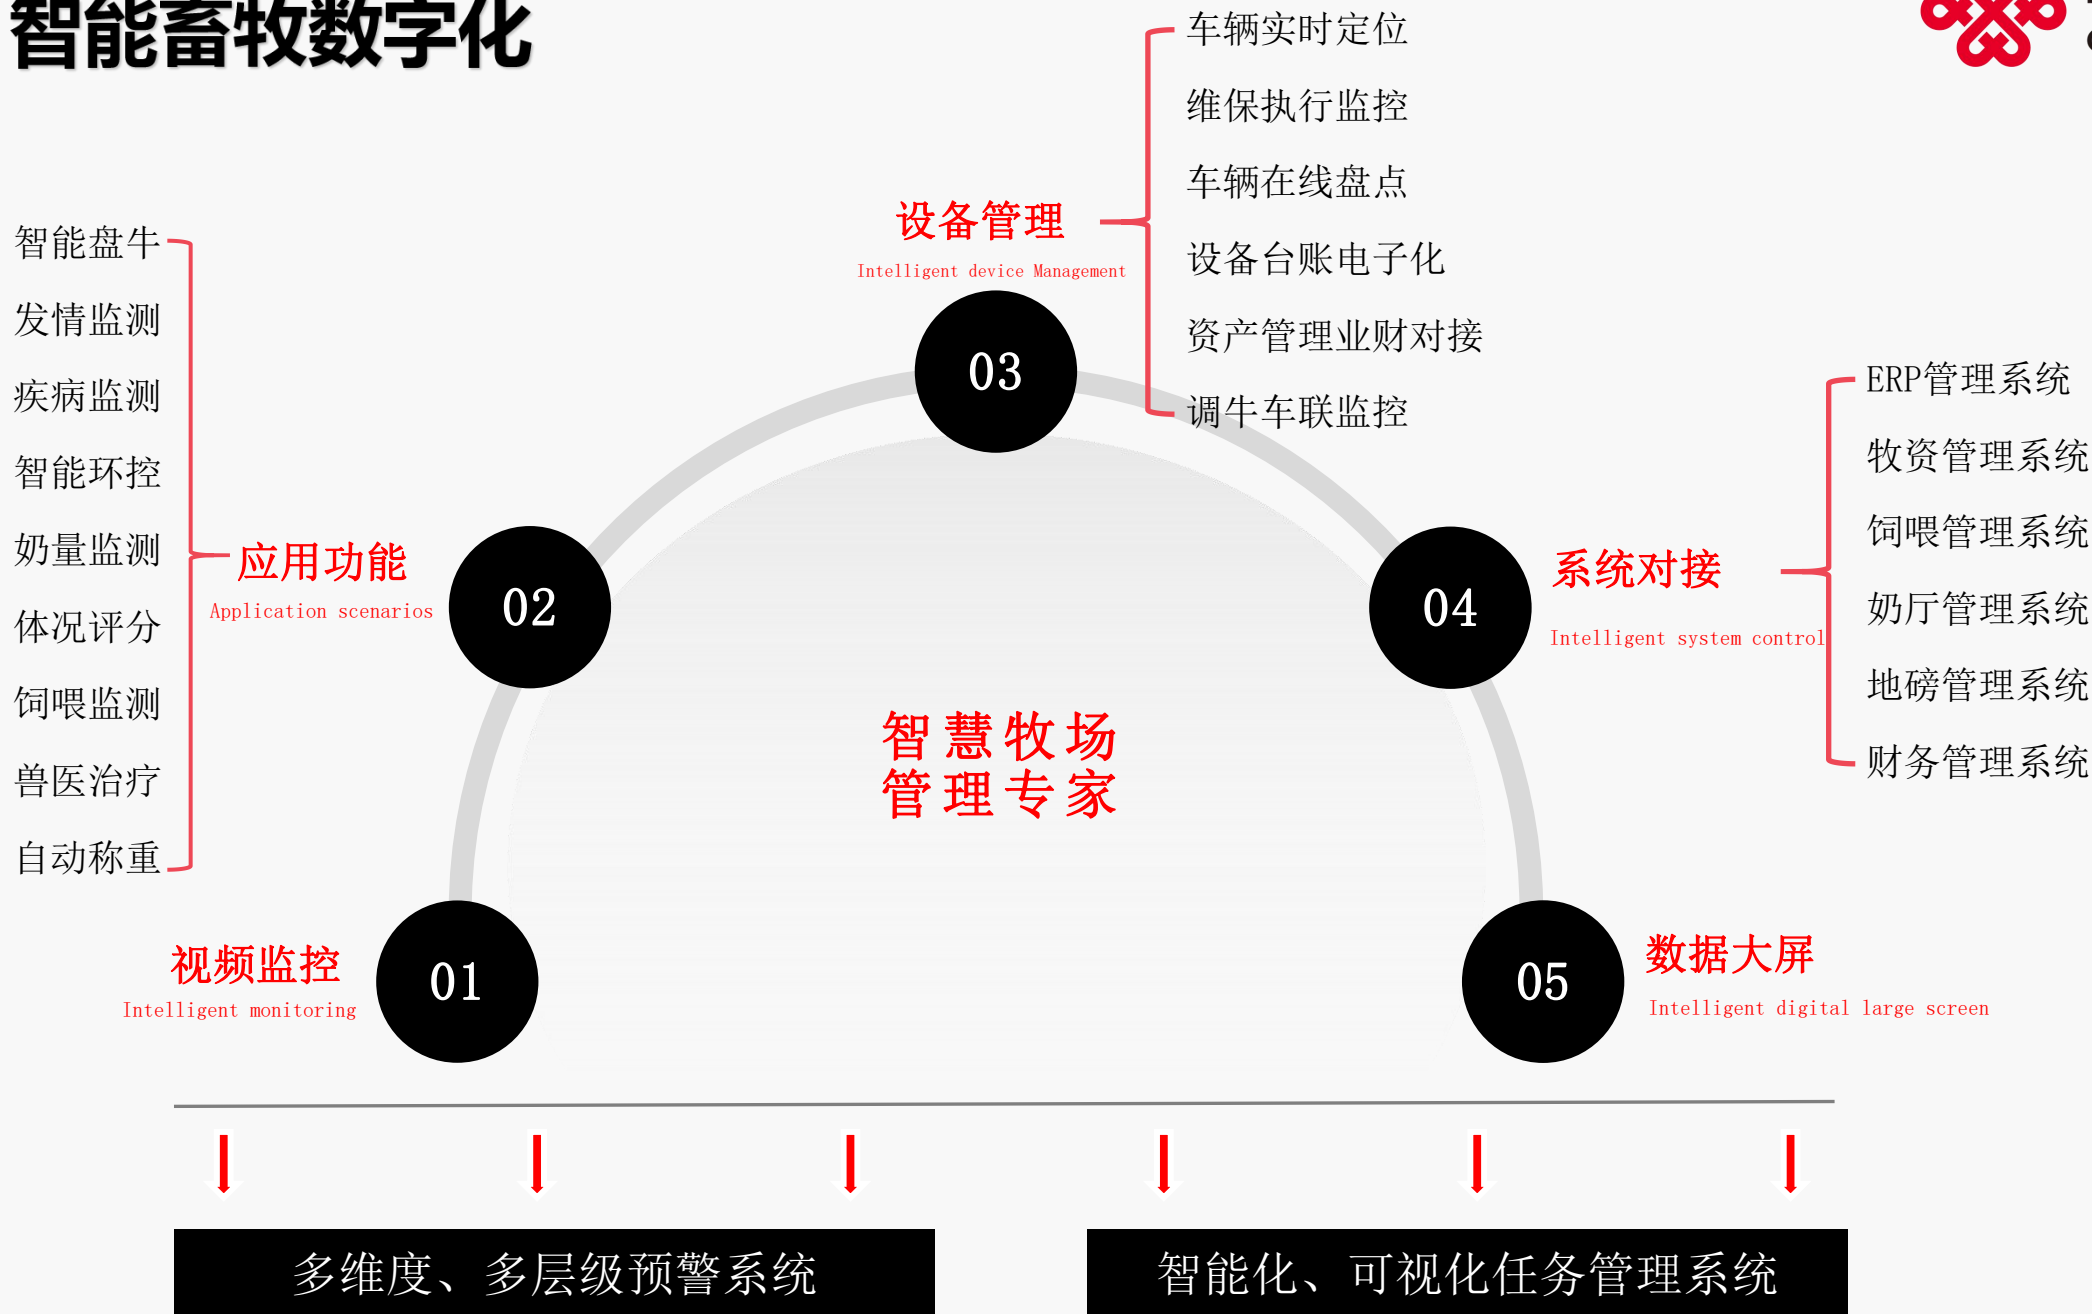 智能畜牧数字化
车辆实时定位
维保执行监控
车辆在线盘点
设备台账电子化
资产管理业财对接
调牛车联监控
设备管理
Intelligent device Management
03
智能盘牛
发情监测
疾病监测
智能环控
奶量监测
体况评分
饲喂监测
兽医治疗
自动称重
应用功能
Application scenarios
02
ERP管理系统
牧资管理系统
饲喂管理系统
奶厅管理系统
地磅管理系统
财务管理系统
04
系统对接
Intelligent system control
智慧牧场
管理专家
视频监控
Intelligent monitoring
01
05
数据大屏
Intelligent digital large screen
多维度、多层级预警系统
智能化、可视化任务管理系统